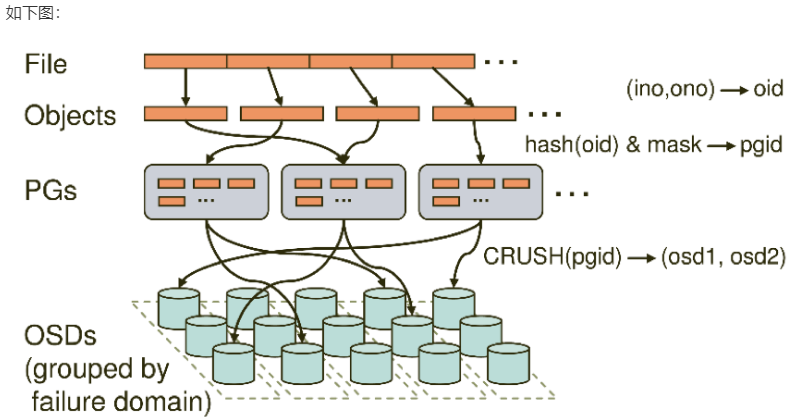 如下图：
File
...
(ino,ono) → oid
Objects
...
hash(oid) & mask → pgid
PGs
...
...
...
...
CRUSH(pgid) → (osd1, osd2)
OSDs
(grouped by
failure domain)